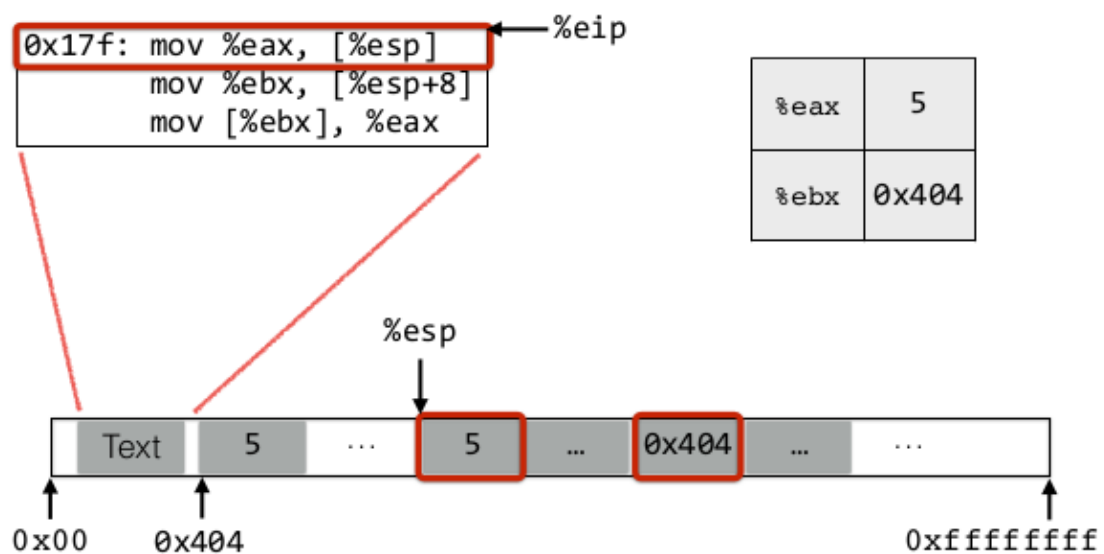 %eip
0x17f: mov %eax, [%esp]
mov %ebx, [%esp+8]
mov [%ebx], %eax
%eax 5
%ebx 0x404
%esp
Text 5 ... 5 ... 0x404 ... ...
0x00 0x404 0xffffffff